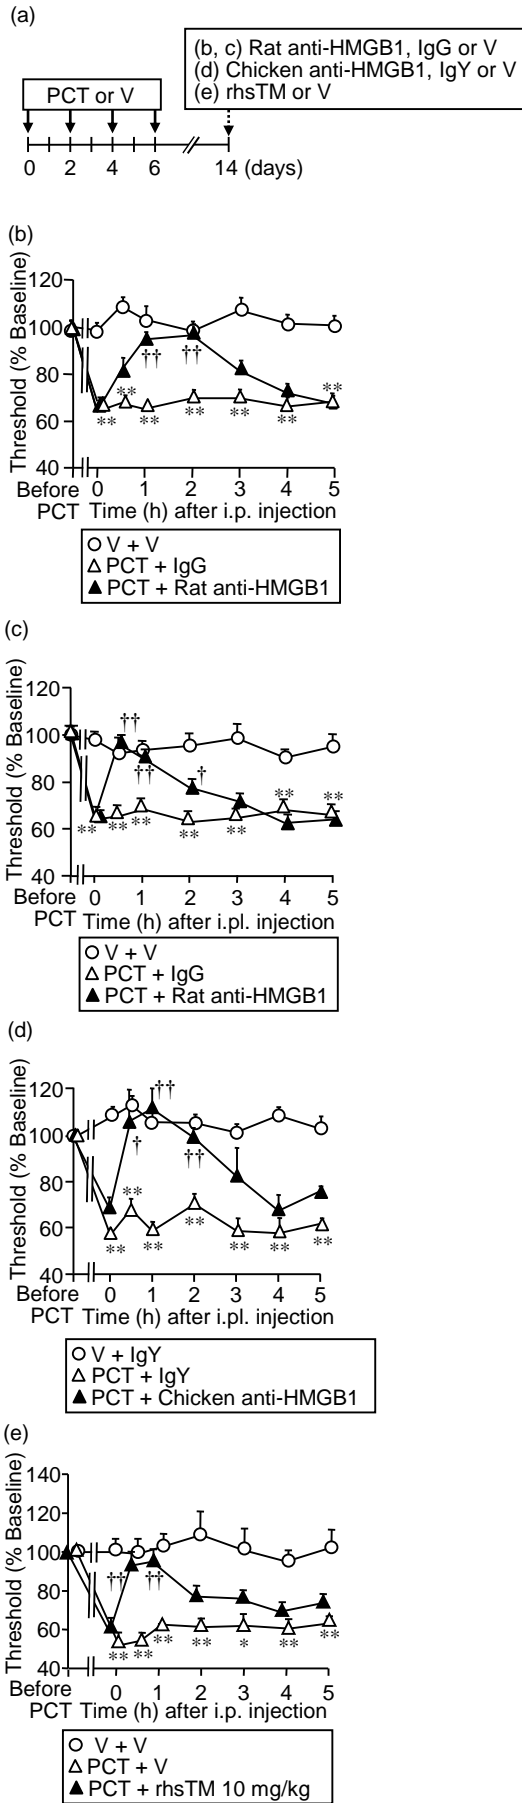 (a)
(b, c) Rat anti-HMGB1, IgG or V
(d) Chicken anti-HMGB1, IgY or V
(e) rhsTM or V
PCT or V
0 2 4 6 14 (days)
(b)
Threshold (% Baseline)
120
100
80
60
40
††
††
**
**
**
**
**
**
**
Before PCT
0 1 2 3 4 5
Time (h) after i.p. injection
V + V
PCT + IgG
PCT + Rat anti-HMGB1
(c)
Threshold (% Baseline)
120
100
80
60
40
††
††
†
**
**
**
**
**
**
**
Before PCT
0 1 2 3 4 5
Time (h) after i.pl. injection
V + V
PCT + IgG
PCT + Rat anti-HMGB1
(d)
Threshold (% Baseline)
120
100
80
60
40
††
†
††
**
**
**
**
**
**
**
Before PCT
0 1 2 3 4 5
Time (h) after i.pl. injection
V + IgY
PCT + IgY
PCT + Chicken anti-HMGB1
(e)
Threshold (% Baseline)
140
120
100
80
60
40
††
††
**
**
**
**
*
**
**
Before PCT
0 1 2 3 4 5
Time (h) after i.p. injection
V + V
PCT + V
PCT + rhsTM 10 mg/kg